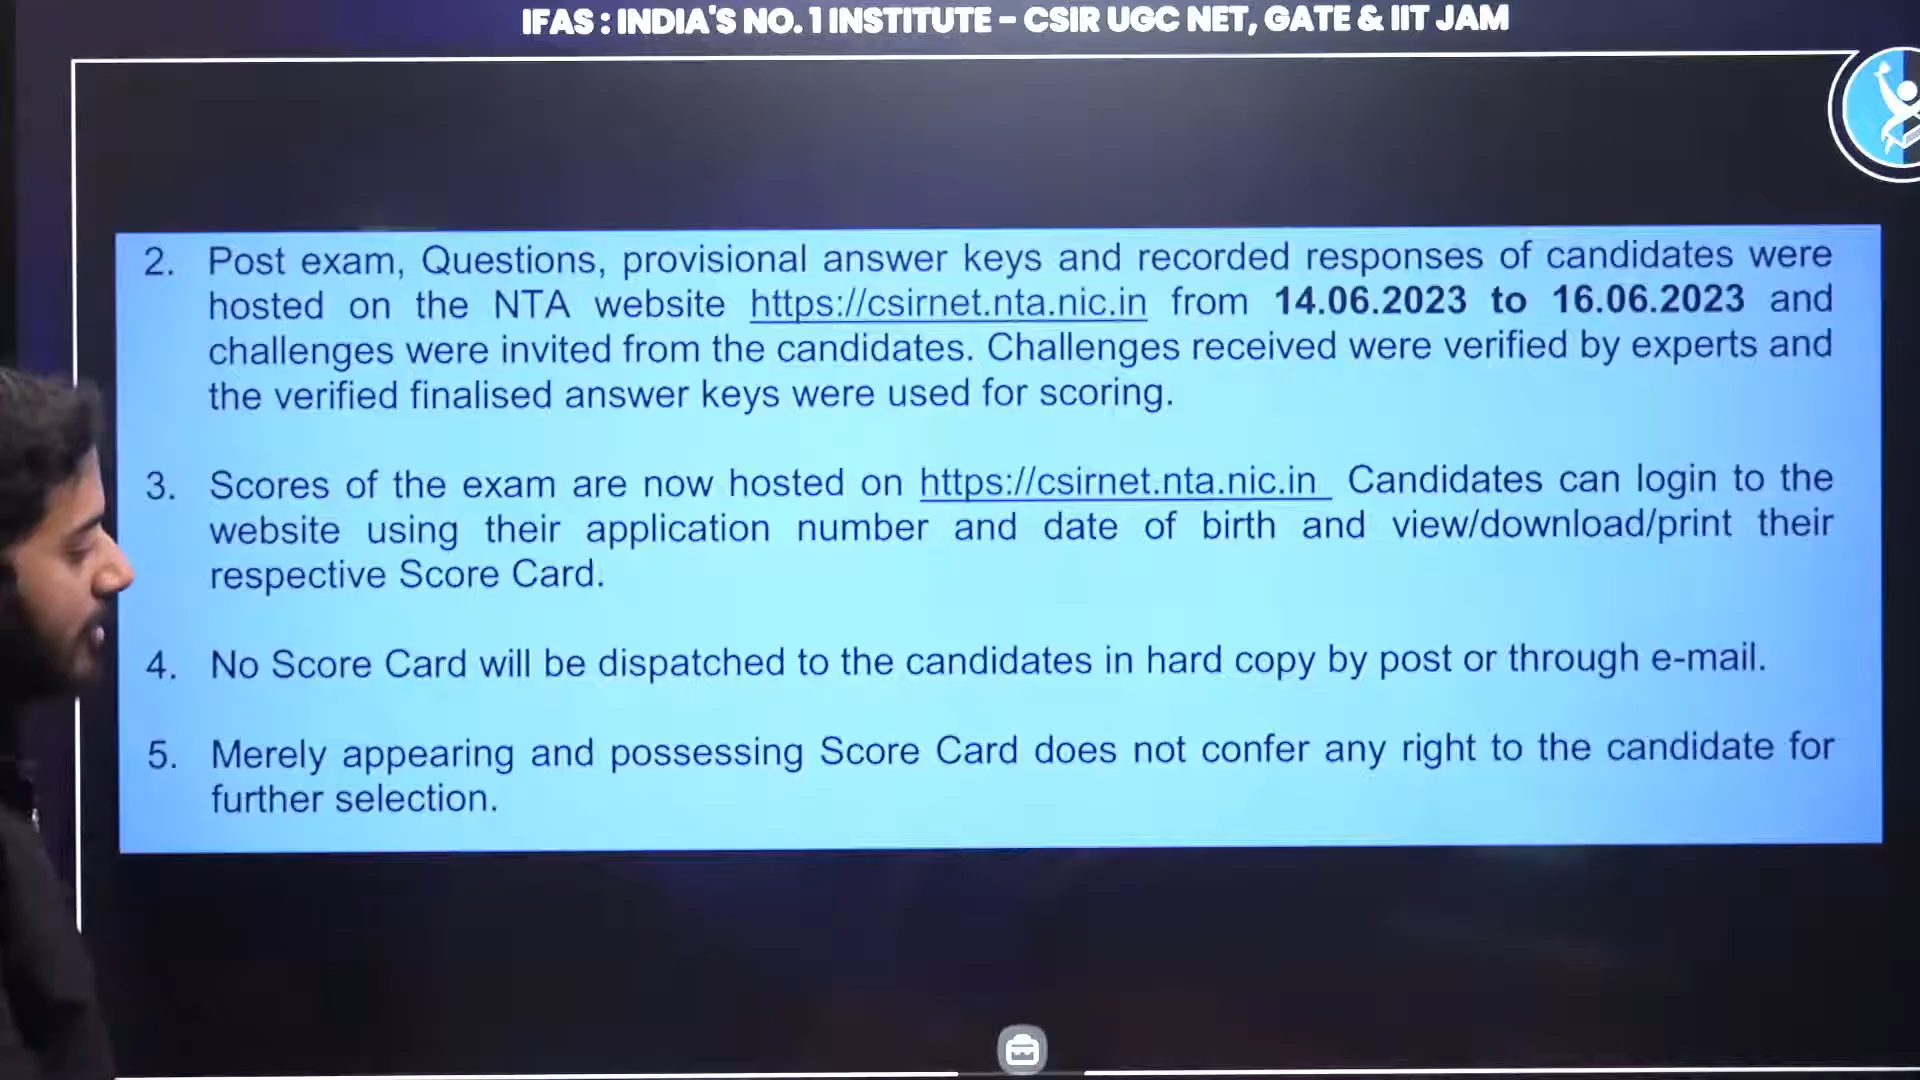 IFAS : INDIA'S NO. 1 INSTITUTE – CSIR UGC NET, GATE & IIT JAM
2. Post exam, Questions, provisional answer keys and recorded responses of candidates were
hosted on the NTA website https://csirnet.nta.nic.in from 14.06.2023 to 16.06.2023 and
challenges were invited from the candidates. Challenges received were verified by experts and
the verified finalised answer keys were used for scoring.
3. Scores of the exam are now hosted on https://csirnet.nta.nic.in Candidates can login to the
website using their application number and date of birth and view/download/print their
respective Score Card.
4. No Score Card will be dispatched to the candidates in hard copy by post or through e-mail.
5. Merely appearing and possessing Score Card does not confer any right to the candidate for
further selection.